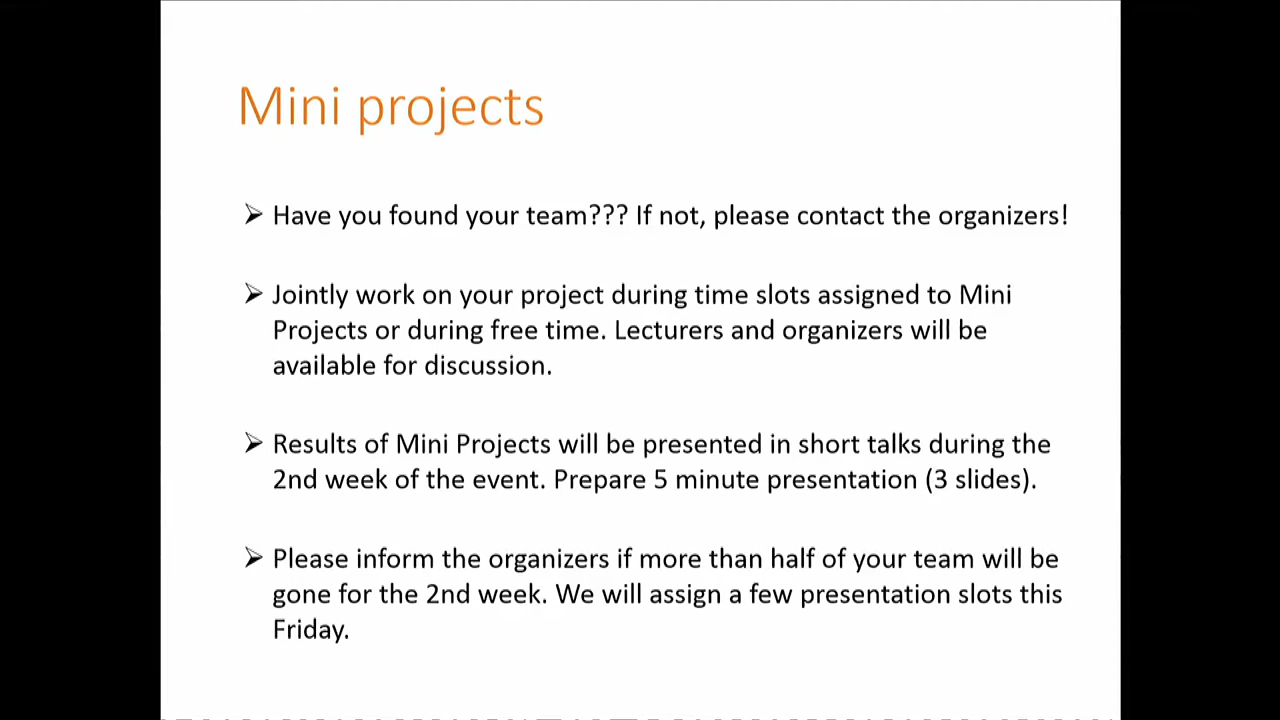 Mini projects
➢ Have you found your team??? If not, please contact the organizers!
➢ Jointly work on your project during time slots assigned to Mini
Projects or during free time. Lecturers and organizers will be
available for discussion.
➢ Results of Mini Projects will be presented in short talks during the
2nd week of the event. Prepare 5 minute presentation (3 slides).
➢ Please inform the organizers if more than half of your team will be
gone for the 2nd week. We will assign a few presentation slots this
Friday.